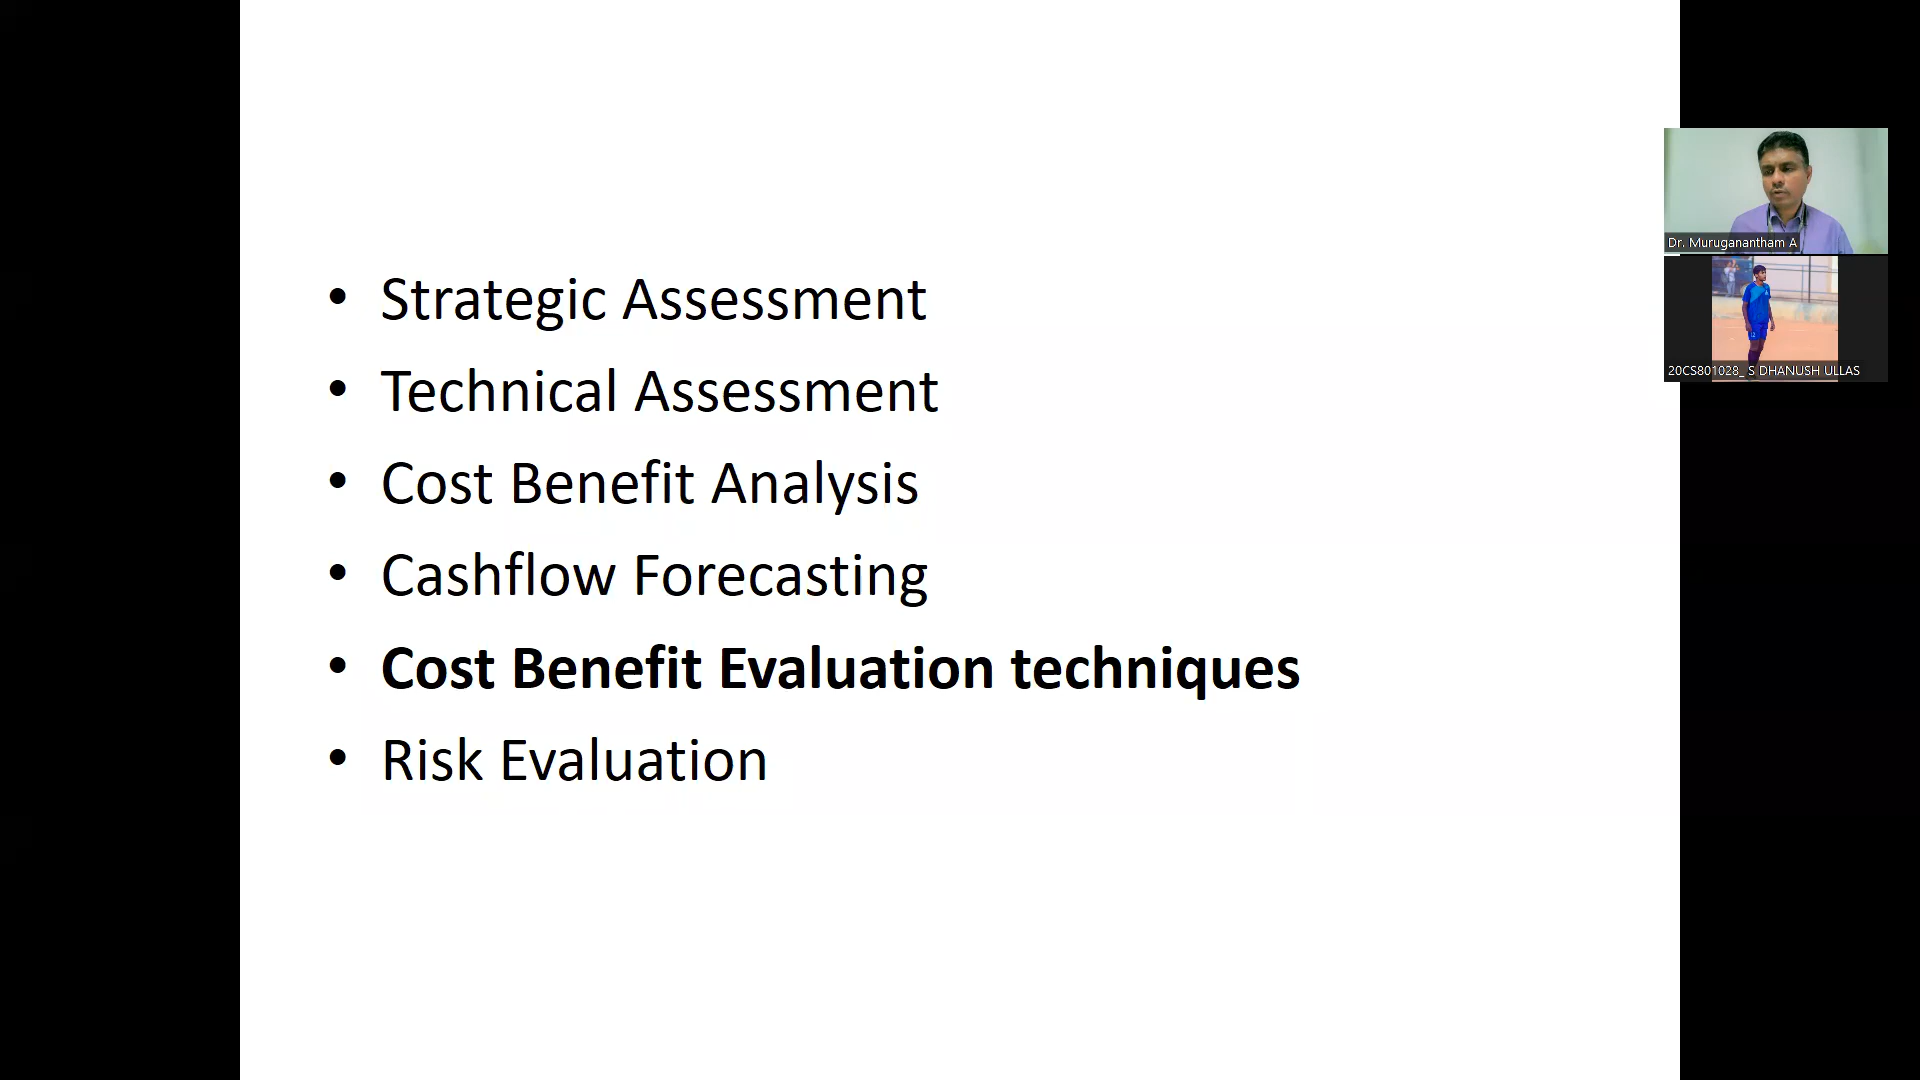 • Strategic Assessment
• Technical Assessment
• Cost Benefit Analysis
• Cashflow Forecasting
• Cost Benefit Evaluation techniques
• Risk Evaluation
Dr. Muruganantham A
20CS801028_ S DHANUSH ULLAS